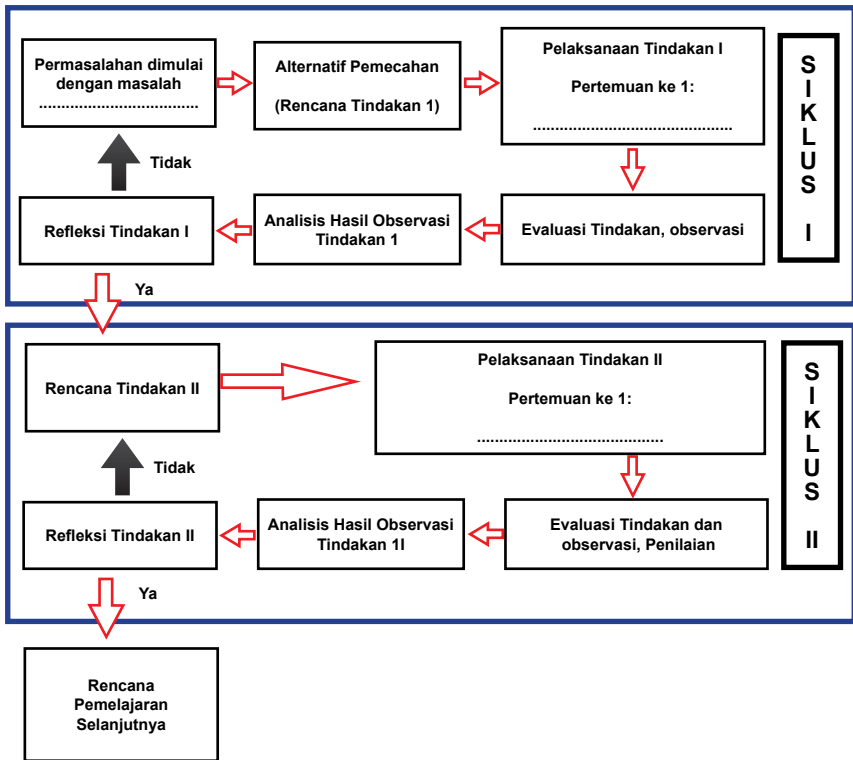 Permasalahan dimulai
dengan masalah
....................................
Alternatif Pemecahan
(Rencana Tindakan 1)
Pelaksanaan Tindakan I
Pertemuan ke 1:
..............................................
Tidak
Refleksi Tindakan I
Analisis Hasil Observasi
Tindakan 1
Evaluasi Tindakan, observasi
SIKLUS I
Ya
Rencana Tindakan II
Pelaksanaan Tindakan II
Pertemuan ke 1:
...........................................
Tidak
Refleksi Tindakan II
Analisis Hasil Observasi
Tindakan 1I
Evaluasi Tindakan dan
observasi, Penilaian
SIKLUS II
Ya
Rencana
Pemelajaran
Selanjutnya